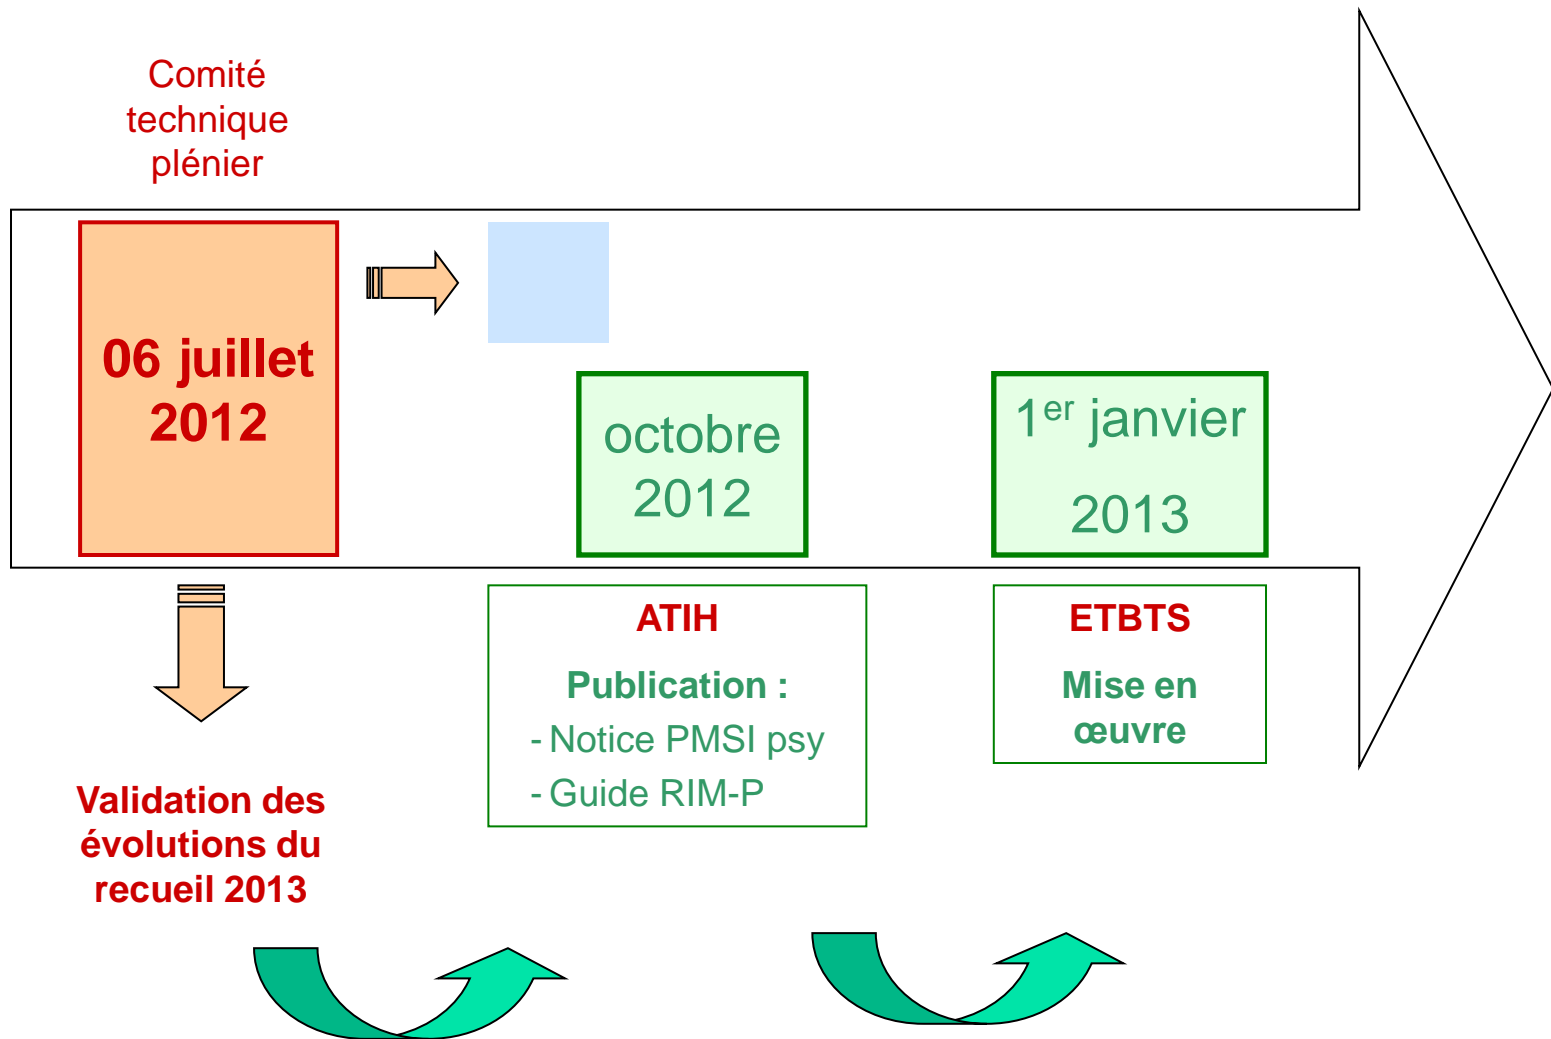 Comité
technique
plénier
06 juillet
2012
octobre
2012
1er janvier
2013
Validation des
évolutions du
recueil 2013
ATIH
Publication :
- Notice PMSI psy
- Guide RIM-P
ETBTS
Mise en
œuvre